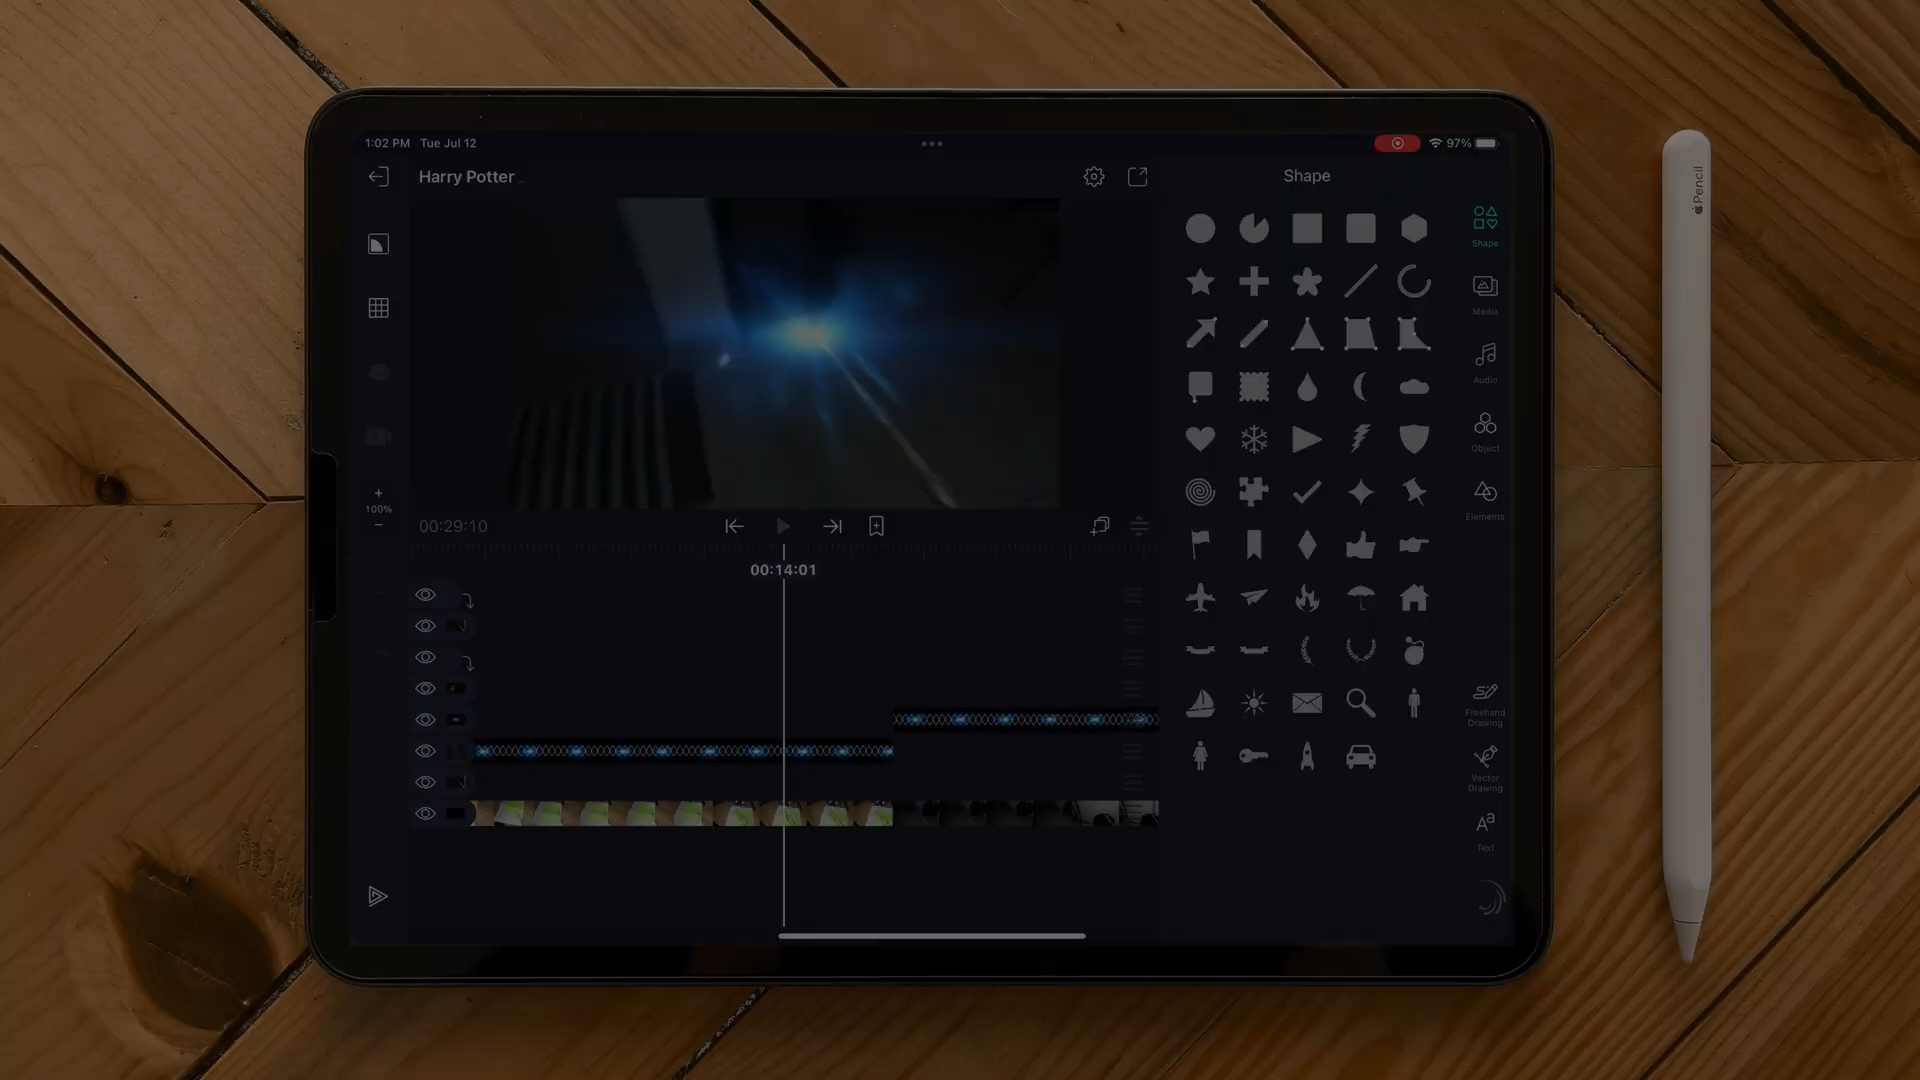 1:02 PM Tue Jul 12
97%
Harry Potter
Shape
Shape
Media
Audio
Object
Elements
Freehand
Drawing
Vector
Drawing
Aa
Text
+
100%
-
00:29:10
00:14:01
Pencil